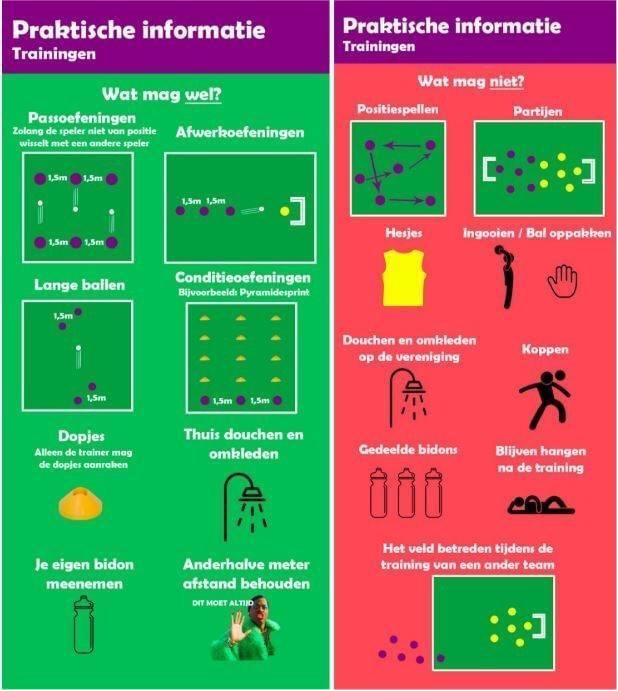 Praktische informatie
Trainingen
Wat mag wel?
Passoefeningen
Zolang de speler niet van positie
wisselt met een andere speler
1,5m 1,5m
1,5m 1,5m
Afwerkoefeningen
1,5m 1,5m
Lange ballen
1,5m
1,5m
Conditieoefeningen
Bijvoorbeeld: Pyramidesprint
1,5m 1,5m
Dopjes
Alleen de trainer mag
de dopjes aanraken
Thuis douchen en
omkleden
Je eigen bidon
meenemen
Anderhalve meter
afstand behouden
DIT MOET ALTIJD
Praktische informatie
Trainingen
Wat mag niet?
Positiespellen
Partijen
Hesjes
Ingooien / Bal oppakken
Douchen en omkleden
op de vereniging
Koppen
Gedeelde bidons
Blijven hangen
na de training
Het veld betreden tijdens de
training van een ander team